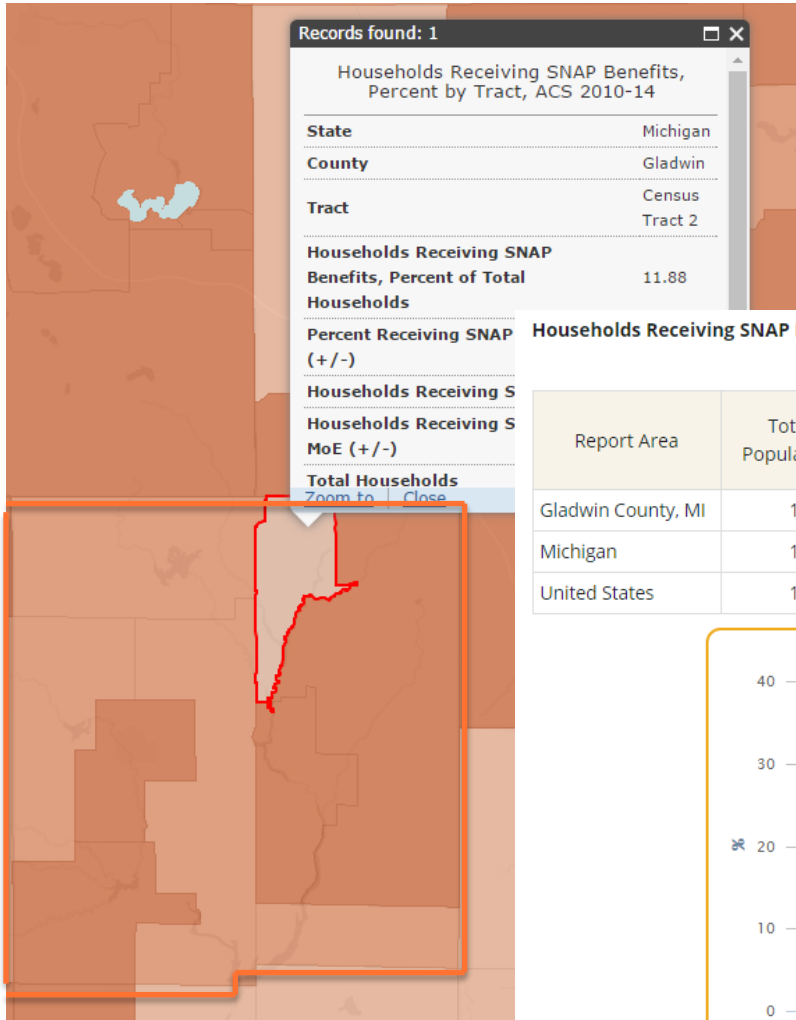 Records found: 1
Households Receiving SNAP Benefits,
Percent by Tract, ACS 2010-14
State Michigan
County Gladwin
Tract Census
Tract 2
Households Receiving SNAP
Benefits, Percent of Total 11.88
Households
Percent Receiving SNAP
(+/-)
Households Receiving S
Households Receiving S
MoE (+/-)
Total Households
Zoom to | Close
Households Receiving SNAP
Report Area Tot
Popula
Gladwin County, MI 1
Michigan 1
United States 1
40
30
% 20
10
0